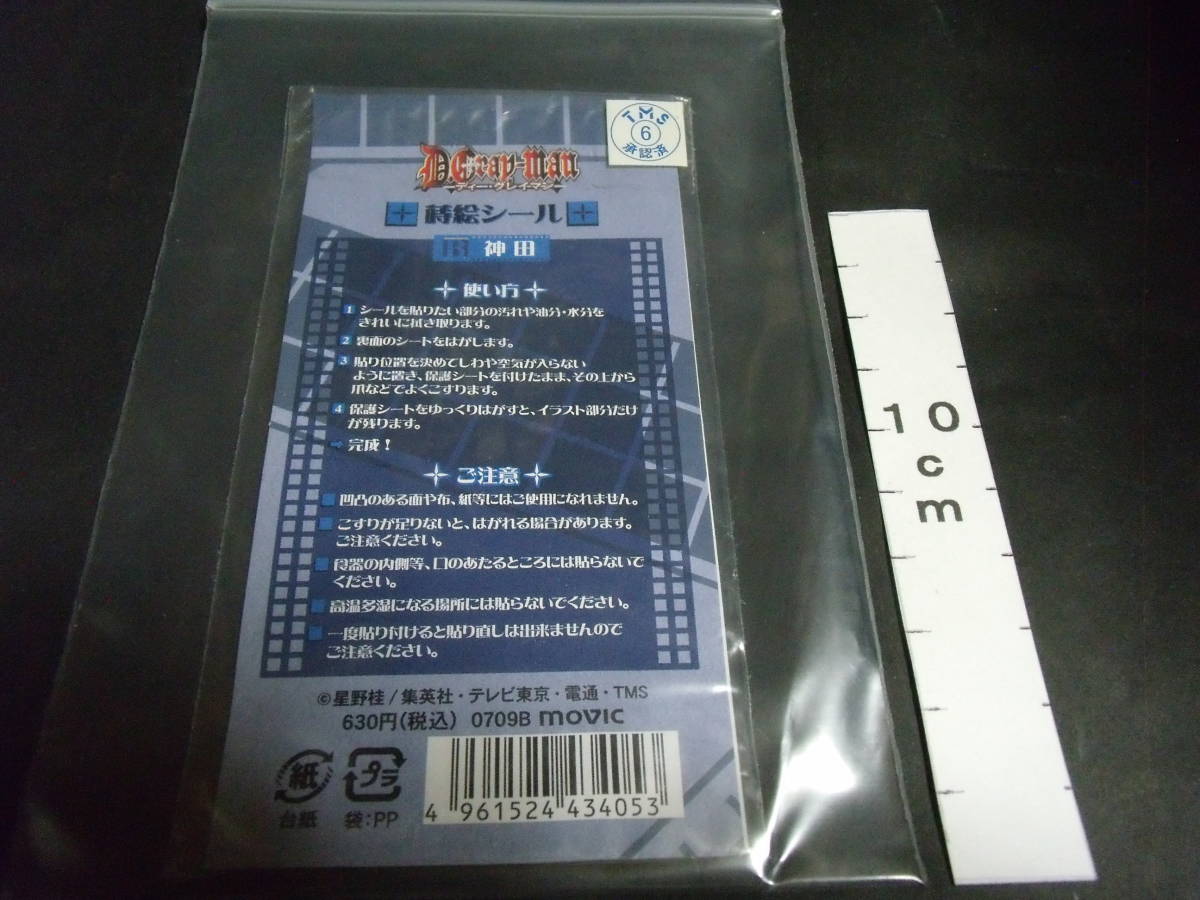 TMS
6
承認済
D.Gray-man
ディー・グレイマン
蒔絵シール
B 神田
使い方
1 シールを貼りたい部分の汚れや油分・水分を
きれいに拭き取ります。
2 裏面のシートをはがします。
3 貼り位置を決めてしわや空気が入らない
ように置き、保護シートを付けたまま、その上から
爪などでよくこすります。
4 保護シートをゆっくりはがすと、イラスト部分だけ
が残ります。
完成!
ご注意
凹凸のある面や布、紙等にはご使用になれません。
こすりが足りないと、はがれる場合があります。
ご注意ください。
食器の内側等、口のあたるところには貼らないで
ください。
高温多湿になる場所には貼らないでください。
一度貼り付けると貼り直しは出来ませんので
ご注意ください。
©星野桂/集英社・テレビ東京・電通・TMS
630円(税込) 0709B movic
紙 プラ
台紙 袋:PP
4 961524 434053
10
cm